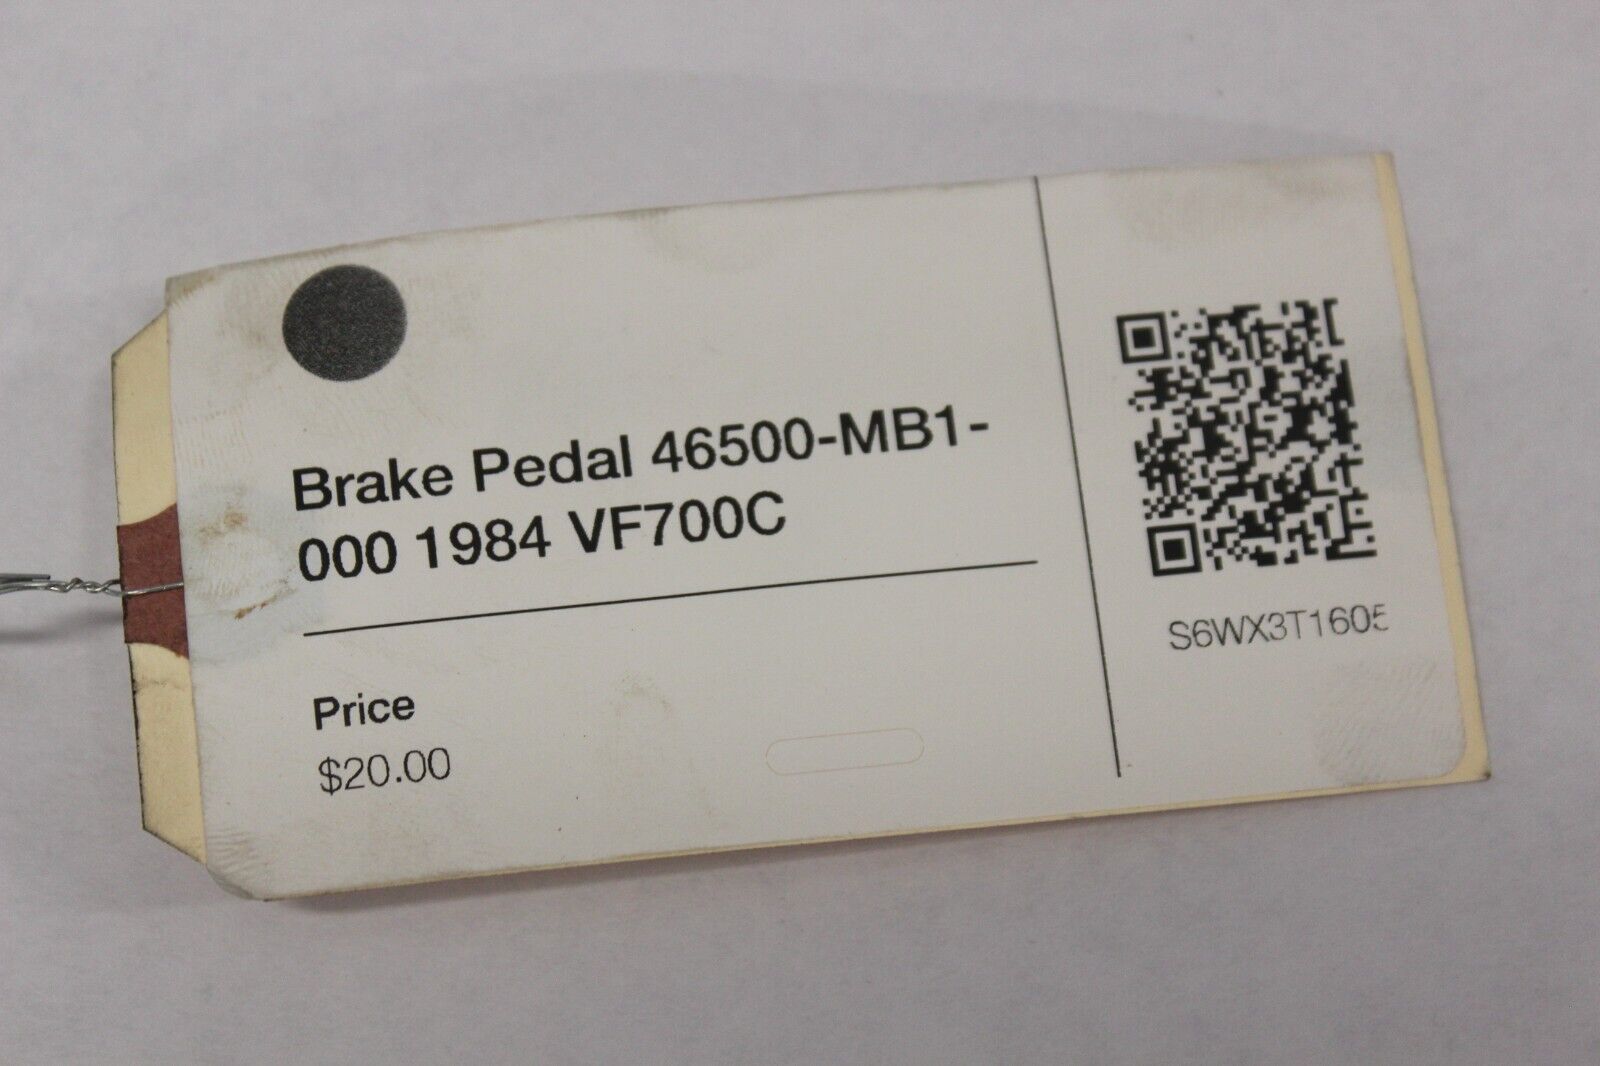 Brake Pedal 46500-MB1-
000 1984 VF700C
Price
$20.00
S6WX3T1605